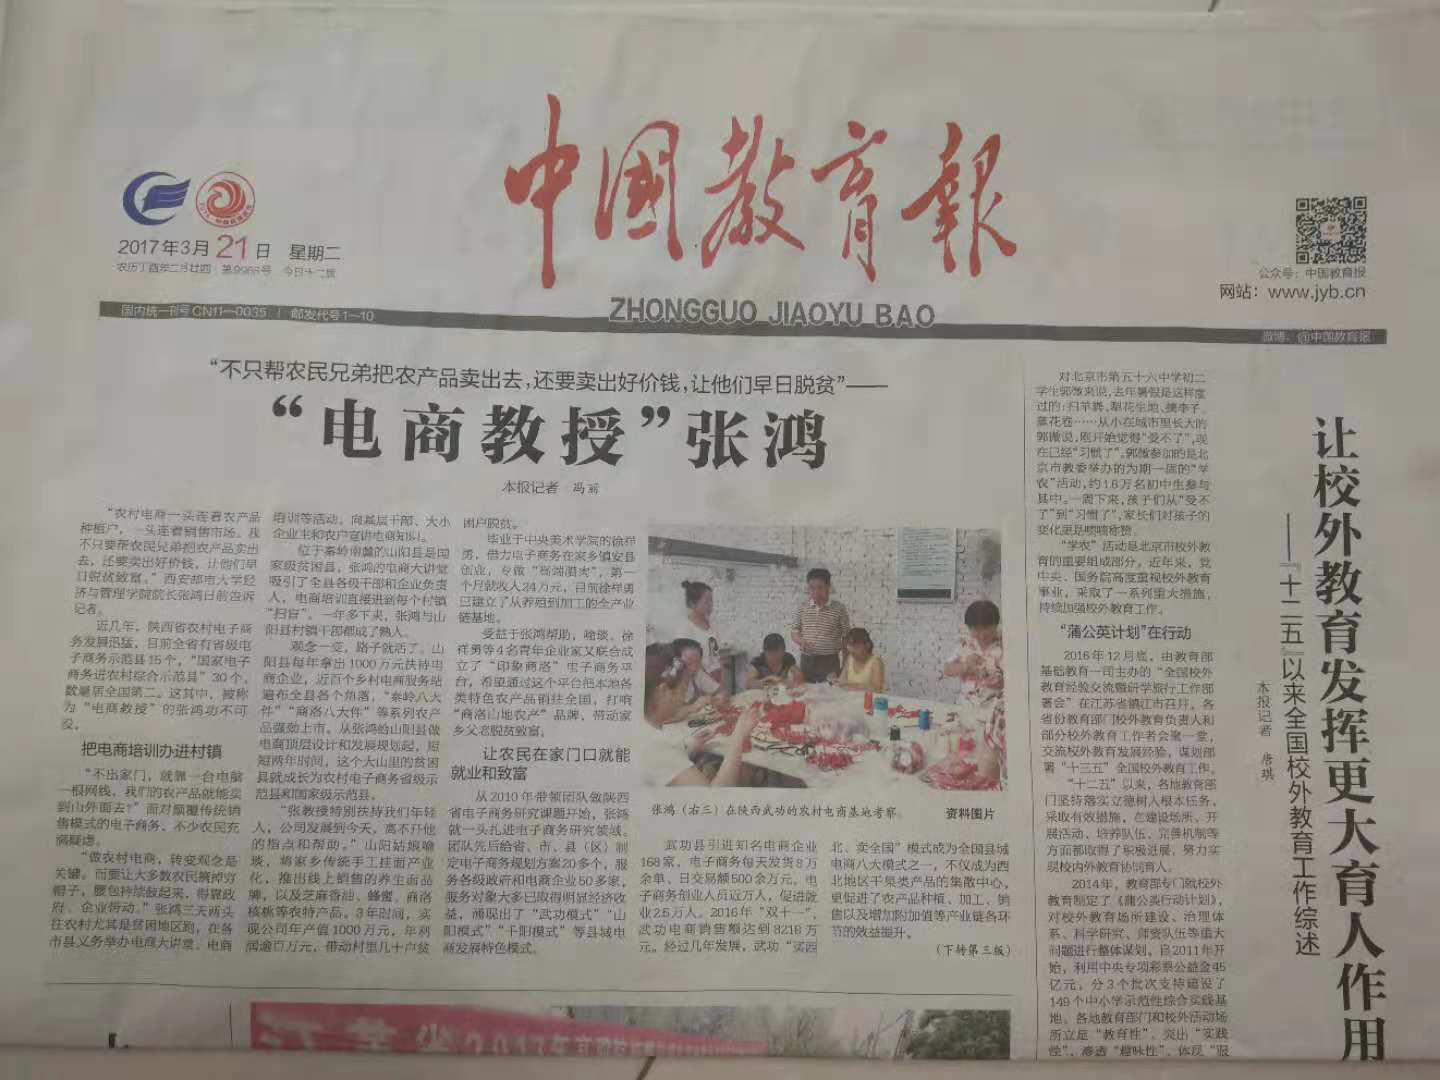 中国教育報
2017年3月21日 星期二
农历丁酉年二月廿四 第9968号 今日十二版
公众号：中国教育报
网站：www.jyb.cn
国内统一刊号CN11-0035 | 邮发代号1-10
ZHONGGUO JIAOYU BAO
微博：@中国教育报
“不只帮农民兄弟把农产品卖出去，还要卖出好价钱，让他们早日脱贫”——
“电商教授”张鸿
本报记者 冯丽
“农村电商一头连着农产品
种植户，一头连着销售市场。我
不只要帮农民兄弟把农产品卖出
去，还要卖出好价钱，让他们早
日脱贫致富。”西安邮电大学经
济与管理学院院长张鸿日前告诉
记者。
近几年，陕西省农村电子商
务发展迅猛，目前全省有省级电
子商务示范县15个，“国家电子
商务进农村综合示范县”30个，
数量居全国第二。这其中，被称
为“电商教授”的张鸿功不可
没。
把电商培训办进村镇
“不出家门，就靠一台电脑
一根网线，我们的农产品就能卖
到山外面去？”面对颠覆传统销
售模式的电子商务，不少农民充
满疑虑。
“做农村电商，转变观念是
关键。而要让大多数农民摘掉穷
帽子，腰包持续鼓起来，得靠政
府、企业带动。”张鸿三天两头
往农村尤其是贫困地区跑，在各
市县义务举办电商大讲堂、电商
培训等活动，向基层干部、大小
企业主和农户宣讲电商知识。
位于秦岭南麓的山阳县是国
家级贫困县，张鸿的电商大讲堂
吸引了全县各级干部和企业负责
人，电商培训直接进到每个村镇
“扫盲”。一年多下来，张鸿与山
阳县村镇干部都成了熟人。
观念一变，路子就活了。山
阳县每年拿出1000万元扶持电
商企业，近百个乡村电商服务站
遍布全县各个角落，“秦岭八大
件”“商洛八大件”等系列农产
品强劲上市。从张鸿给山阳县做
电商顶层设计和发展规划起，短
短两年时间，这个大山里的贫困
县就成长为农村电子商务省级示
范县和国家级示范县。
“张教授特别扶持我们年轻
人，公司发展到今天，离不开他
的指点和帮助。”山阳姑娘喻
琰，将家乡传统手工挂面产业
化，推出线上销售的养生面品
牌，以及芝麻香油、蜂蜜、商洛
核桃等农特产品。3年时间，实
现公司年产值1000万元，年利
润逾百万元，带动村里几十户贫
困户脱贫。
毕业于中央美术学院的徐祥
勇，借力电子商务在家乡镇安县
创业，专做“高端腊肉”，第一
个月就收入24万元，目前徐祥勇
已建立了从养殖到加工的全产业
链基地。
受益于张鸿帮助，喻琰、徐
祥勇等4名青年企业家又联合成
立了“印象商洛”电子商务平
台，希望通过这个平台把本地各
类特色农产品销往全国，打响
“商洛山地农产”品牌，带动家
乡父老脱贫致富。
让农民在家门口就能
就业和致富
从2010年带领团队做陕西
省电子商务研究课题开始，张鸿
就一头扎进电子商务研究领域。
团队先后给省、市、县（区）制
定电子商务规划方案20多个，服
务各级政府和电商企业50多家，
服务对象大多已取得明显经济收
益，涌现出了“武功模式”“山
阳模式”“千阳模式”等县域电
商发展特色模式。
张鸿（右三）在陕西武功的农村电商基地考察。 资料图片
武功县引进知名电商企业
168家，电子商务每天发货8万
余单、日交易额500余万元，电
子商务创业人员近万人，促进就
业2.5万人。2016年“双十一”，
武功电商销售额达到8218万
元。经过几年发展，武功“买西
北、卖全国”模式成为全国县域
电商八大模式之一，不仅成为西
北地区干果类产品的集散中心，
更促进了农产品种植、加工、销
售以及增加附加值等产业链各环
节的效益提升。
（下转第三版）
让校外教育发挥更大育人作用
——“十二五”以来全国校外教育工作综述
本报记者 唐琪
对北京市第五十六中学初二
学生郭微来说，去年暑假是这样度
过的：扫羊粪、犁花生地、摘李子、
蒸花卷……从小在城市里长大的
郭微说，刚开始觉得“受不了”，现
在已经“习惯了”。郭微参加的是北
京市教委举办的为期一周的“学
农”活动，约1.6万名初中生参与
其中。一周下来，孩子们从“受不
了”到“习惯了”，家长们对孩子的
变化更是啧啧称赞。
“学农”活动是北京市校外教
育的重要组成部分，近年来，党
中央、国务院高度重视校外教育
事业，采取了一系列重大措施，
持续加强校外教育工作。
“蒲公英计划”在行动
2016年12月底，由教育部
基础教育一司主办的“全国校外
教育经验交流暨研学旅行工作部
署会”在江苏省镇江市召开，各
省份教育部门校外教育负责人和
部分校外教育工作者会聚一堂，
交流校外教育发展经验，谋划部
署“十三五”全国校外教育工作。
“十二五”以来，各地教育部
门坚持落实立德树人根本任务，
采取有效措施，在建设场所、开
展活动、培养队伍、完善机制等
方面都取得了积极进展，努力实
现校内外教育协同育人。
2014年，教育部专门就校外
教育制定了《蒲公英行动计划》，
对校外教育场所建设、治理体
系、科学研究、师资队伍等重大
问题进行整体谋划。自2011年开
始，利用中央专项彩票公益金45
亿元，分3个批次支持建设了
149个中小学示范性综合实践基
地。各地教育部门和校外活动场
所立足“教育性”、突出“实践
性”、渗透“趣味性”、体现“服
江苏省2017年高校